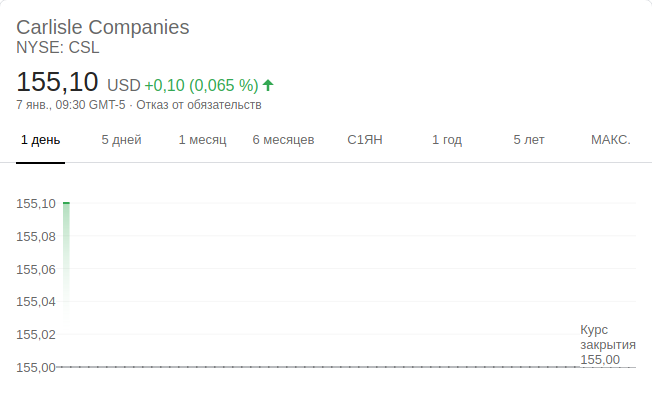 Carlisle Companies
NYSE: CSL
155,10 USD +0,10 (0,065 %)
7 янв., 09:30 GMT-5 · Отказ от обязательств
1 день 5 дней 1 месяц 6 месяцев С1ЯН 1 год 5 лет МАКС.
155,10
155,08
155,06
155,04
155,02
155,00
Курс
закрытия
155,00